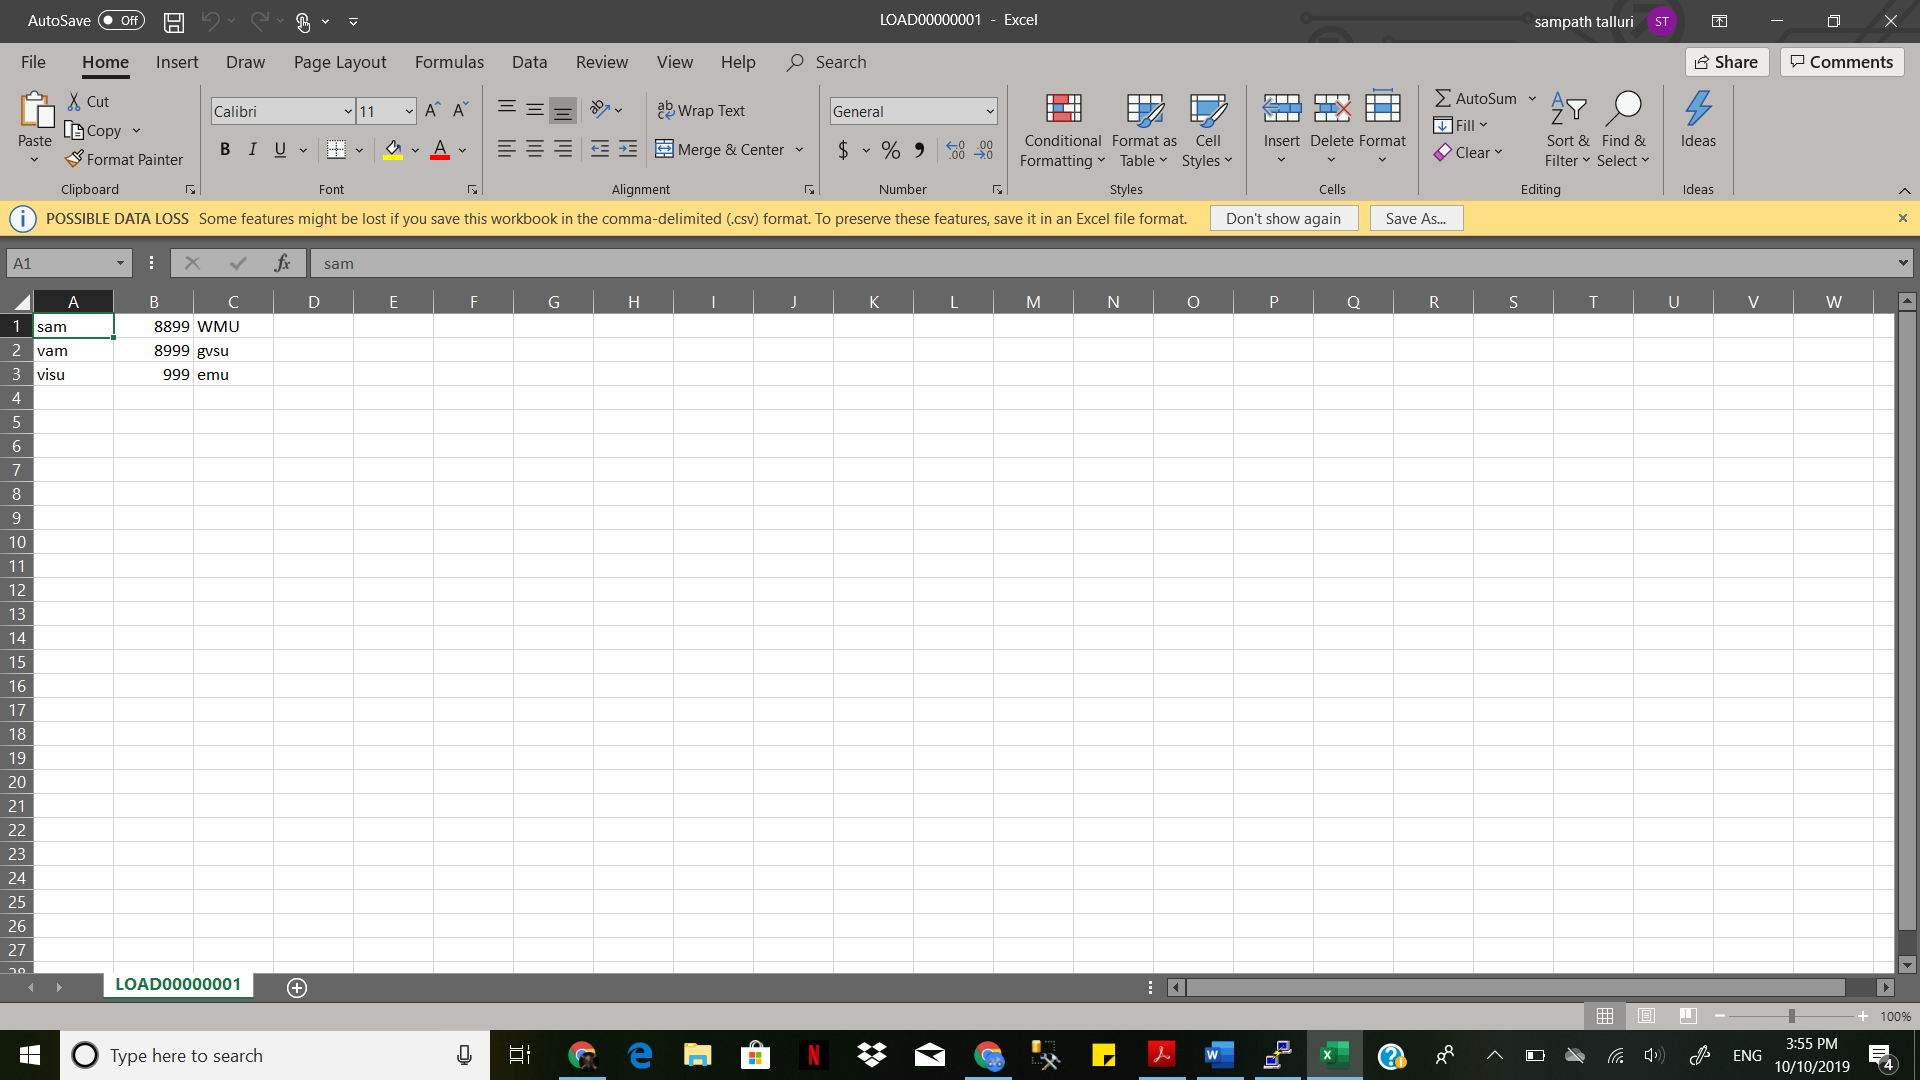 AutoSave Off LOAD00000001 - Excel sampath talluri ST
File Home Insert Draw Page Layout Formulas Data Review View Help Search Share Comments
Paste Cut Copy Format Painter Clipboard
Calibri 11 B I U A Font
ab Wrap Text Merge & Center Alignment
General $ % .00 .00 Number
Conditional Formatting Format as Table Cell Styles Styles
Insert Delete Format Cells
AutoSum Fill Clear Sort & Filter Find & Select Editing
Ideas Ideas
POSSIBLE DATA LOSS Some features might be lost if you save this workbook in the comma-delimited (.csv) format. To preserve these features, save it in an Excel file format. Don't show again Save As...
A1 fx sam
A B C D E F G H I J K L M N O P Q R S T U V W
1 sam 8899 WMU
2 vam 8999 gvsu
3 visu 999 emu
4
5
6
7
8
9
10
11
12
13
14
15
16
17
18
19
20
21
22
23
24
25
26
27
28
LOAD00000001
100%
Type here to search ENG 3:55 PM 4
10/10/2019